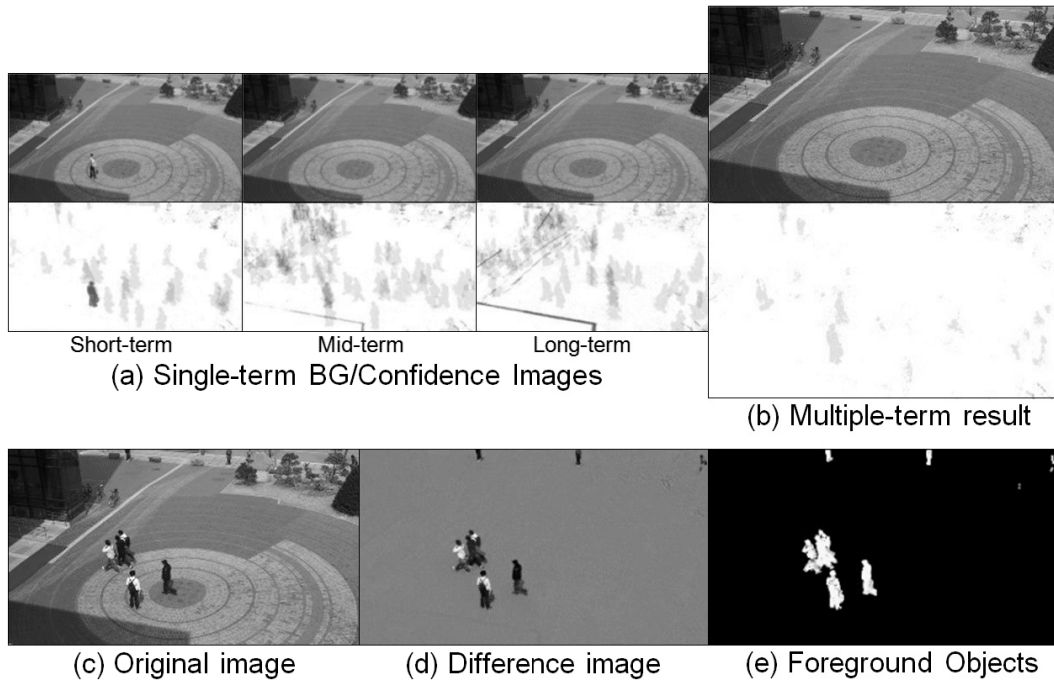 Short-term
Mid-term
Long-term
(a) Single-term BG/Confidence Images
(b) Multiple-term result
(c) Original image
(d) Difference image
(e) Foreground Objects